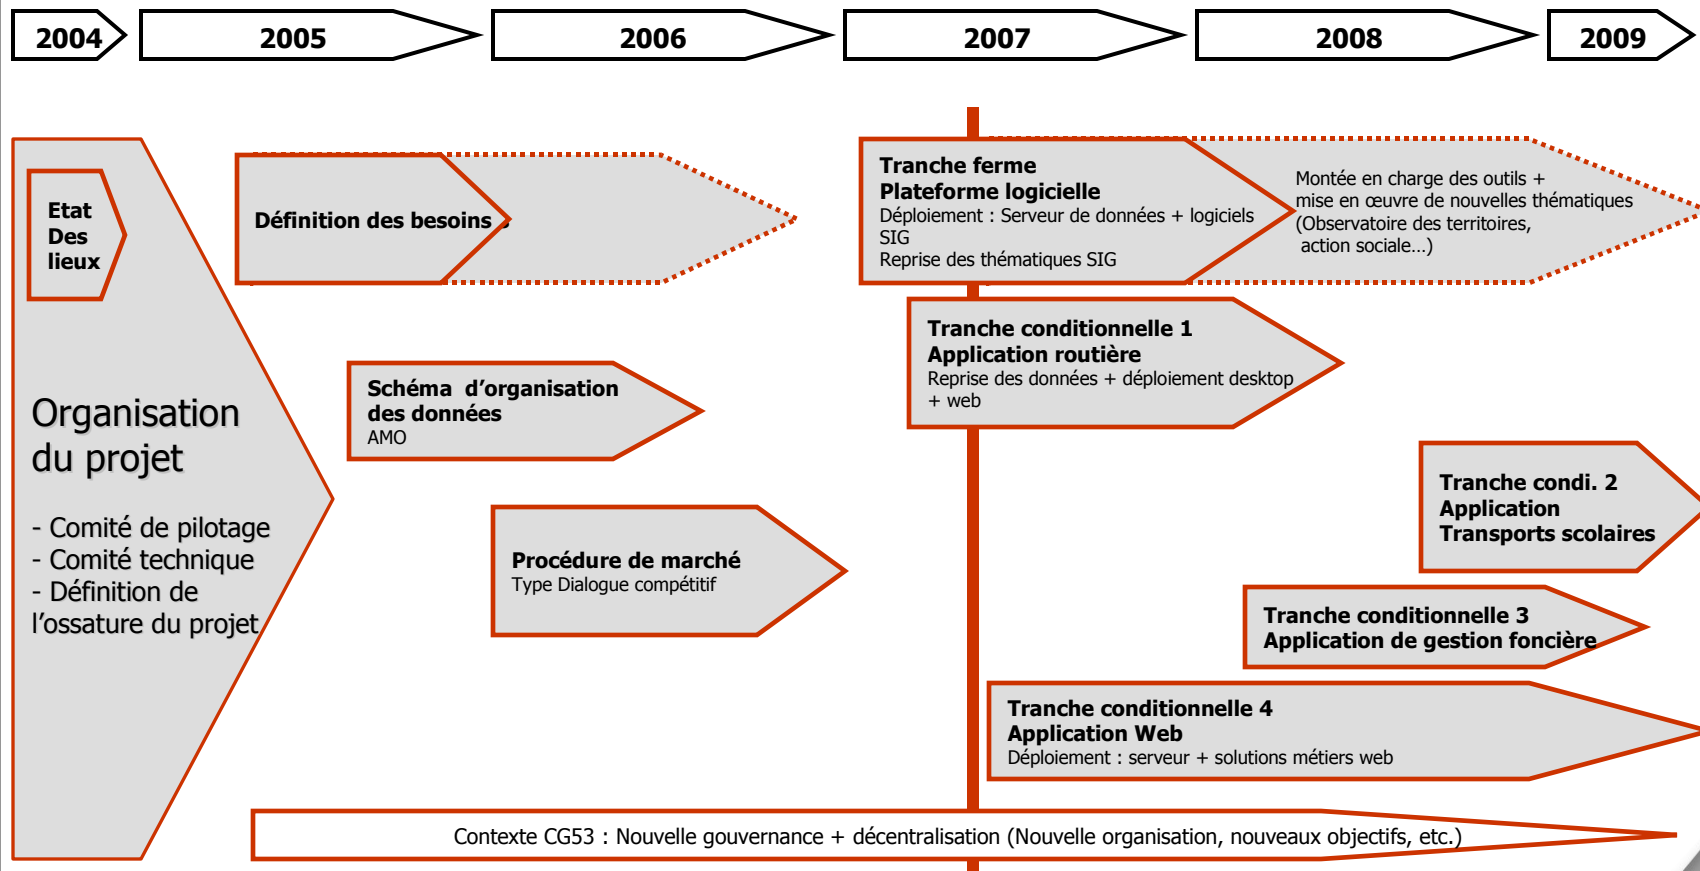 2004
2005
2006
2007
2008
2009
Etat
Des
lieux
Organisation
du projet
- Comité de pilotage
- Comité technique
- Définition de
l’ossature du projet
Définition des besoins
Schéma d’organisation
des données
AMO
Procédure de marché
Type Dialogue compétitif
Tranche ferme
Plateforme logicielle
Déploiement : Serveur de données + logiciels
SIG
Reprise des thématiques SIG
Montée en charge des outils +
mise en œuvre de nouvelles thématiques
(Observatoire des territoires,
action sociale…)
Tranche conditionnelle 1
Application routière
Reprise des données + déploiement desktop
+ web
Tranche condi. 2
Application
Transports scolaires
Tranche conditionnelle 3
Application de gestion foncière
Tranche conditionnelle 4
Application Web
Déploiement : serveur + solutions métiers web
Contexte CG53 : Nouvelle gouvernance + décentralisation (Nouvelle organisation, nouveaux objectifs, etc.)